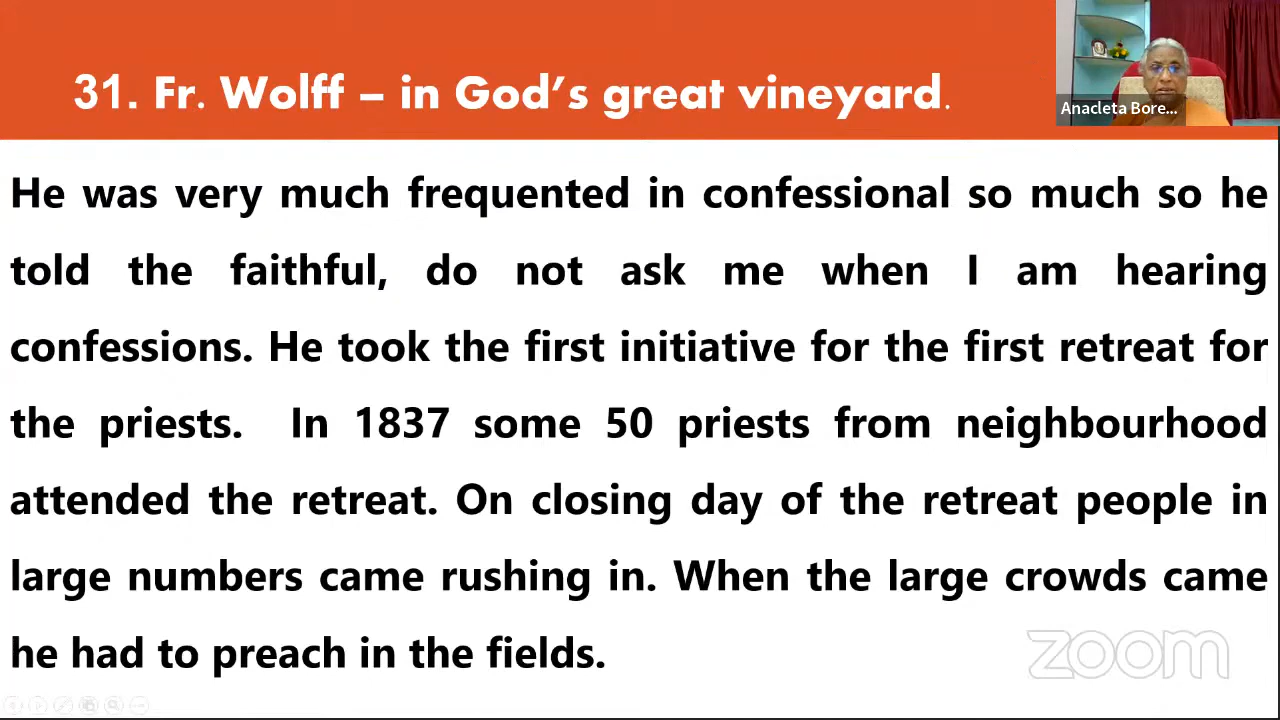 31. Fr. Wolff – in God's great vineyard.
Anacleta Bore...
He was very much frequented in confessional so much so he
told the faithful, do not ask me when I am hearing
confessions. He took the first initiative for the first retreat for
the priests. In 1837 some 50 priests from neighbourhood
attended the retreat. On closing day of the retreat people in
large numbers came rushing in. When the large crowds came
he had to preach in the fields.
zoom